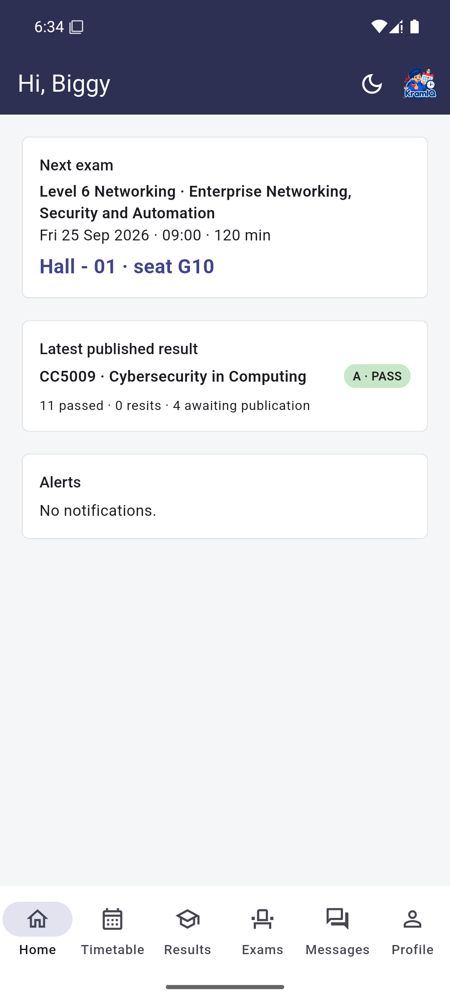 6:34
Hi, Biggy
KramIQ
Next exam
Level 6 Networking · Enterprise Networking,
Security and Automation
Fri 25 Sep 2026 · 09:00 · 120 min
Hall - 01 · seat G10
Latest published result
CC5009 · Cybersecurity in Computing
A · PASS
11 passed · 0 resits · 4 awaiting publication
Alerts
No notifications.
Home
Timetable
Results
Exams
Messages
Profile